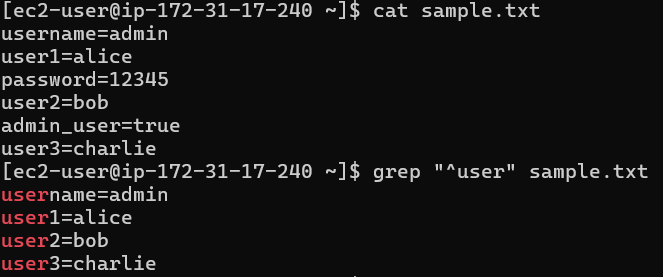 [ec2-user@ip-172-31-17-240 ~]$ cat sample.txt
username=admin
user1=alice
password=12345
user2=bob
admin_user=true
user3=charlie
[ec2-user@ip-172-31-17-240 ~]$ grep "^user" sample.txt
username=admin
user1=alice
user2=bob
user3=charlie